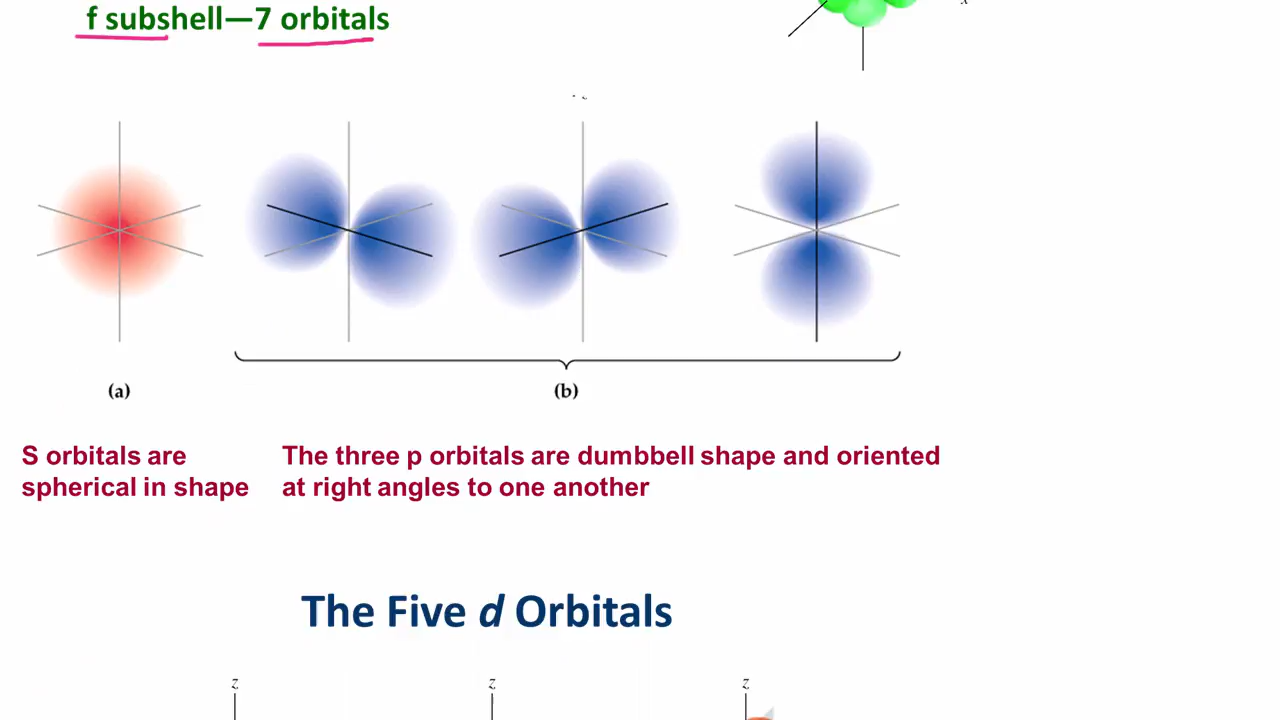 f subshell—7 orbitals
x
(a)
(b)
S orbitals are
spherical in shape
The three p orbitals are dumbbell shape and oriented
at right angles to one another
The Five d Orbitals
z
z
z